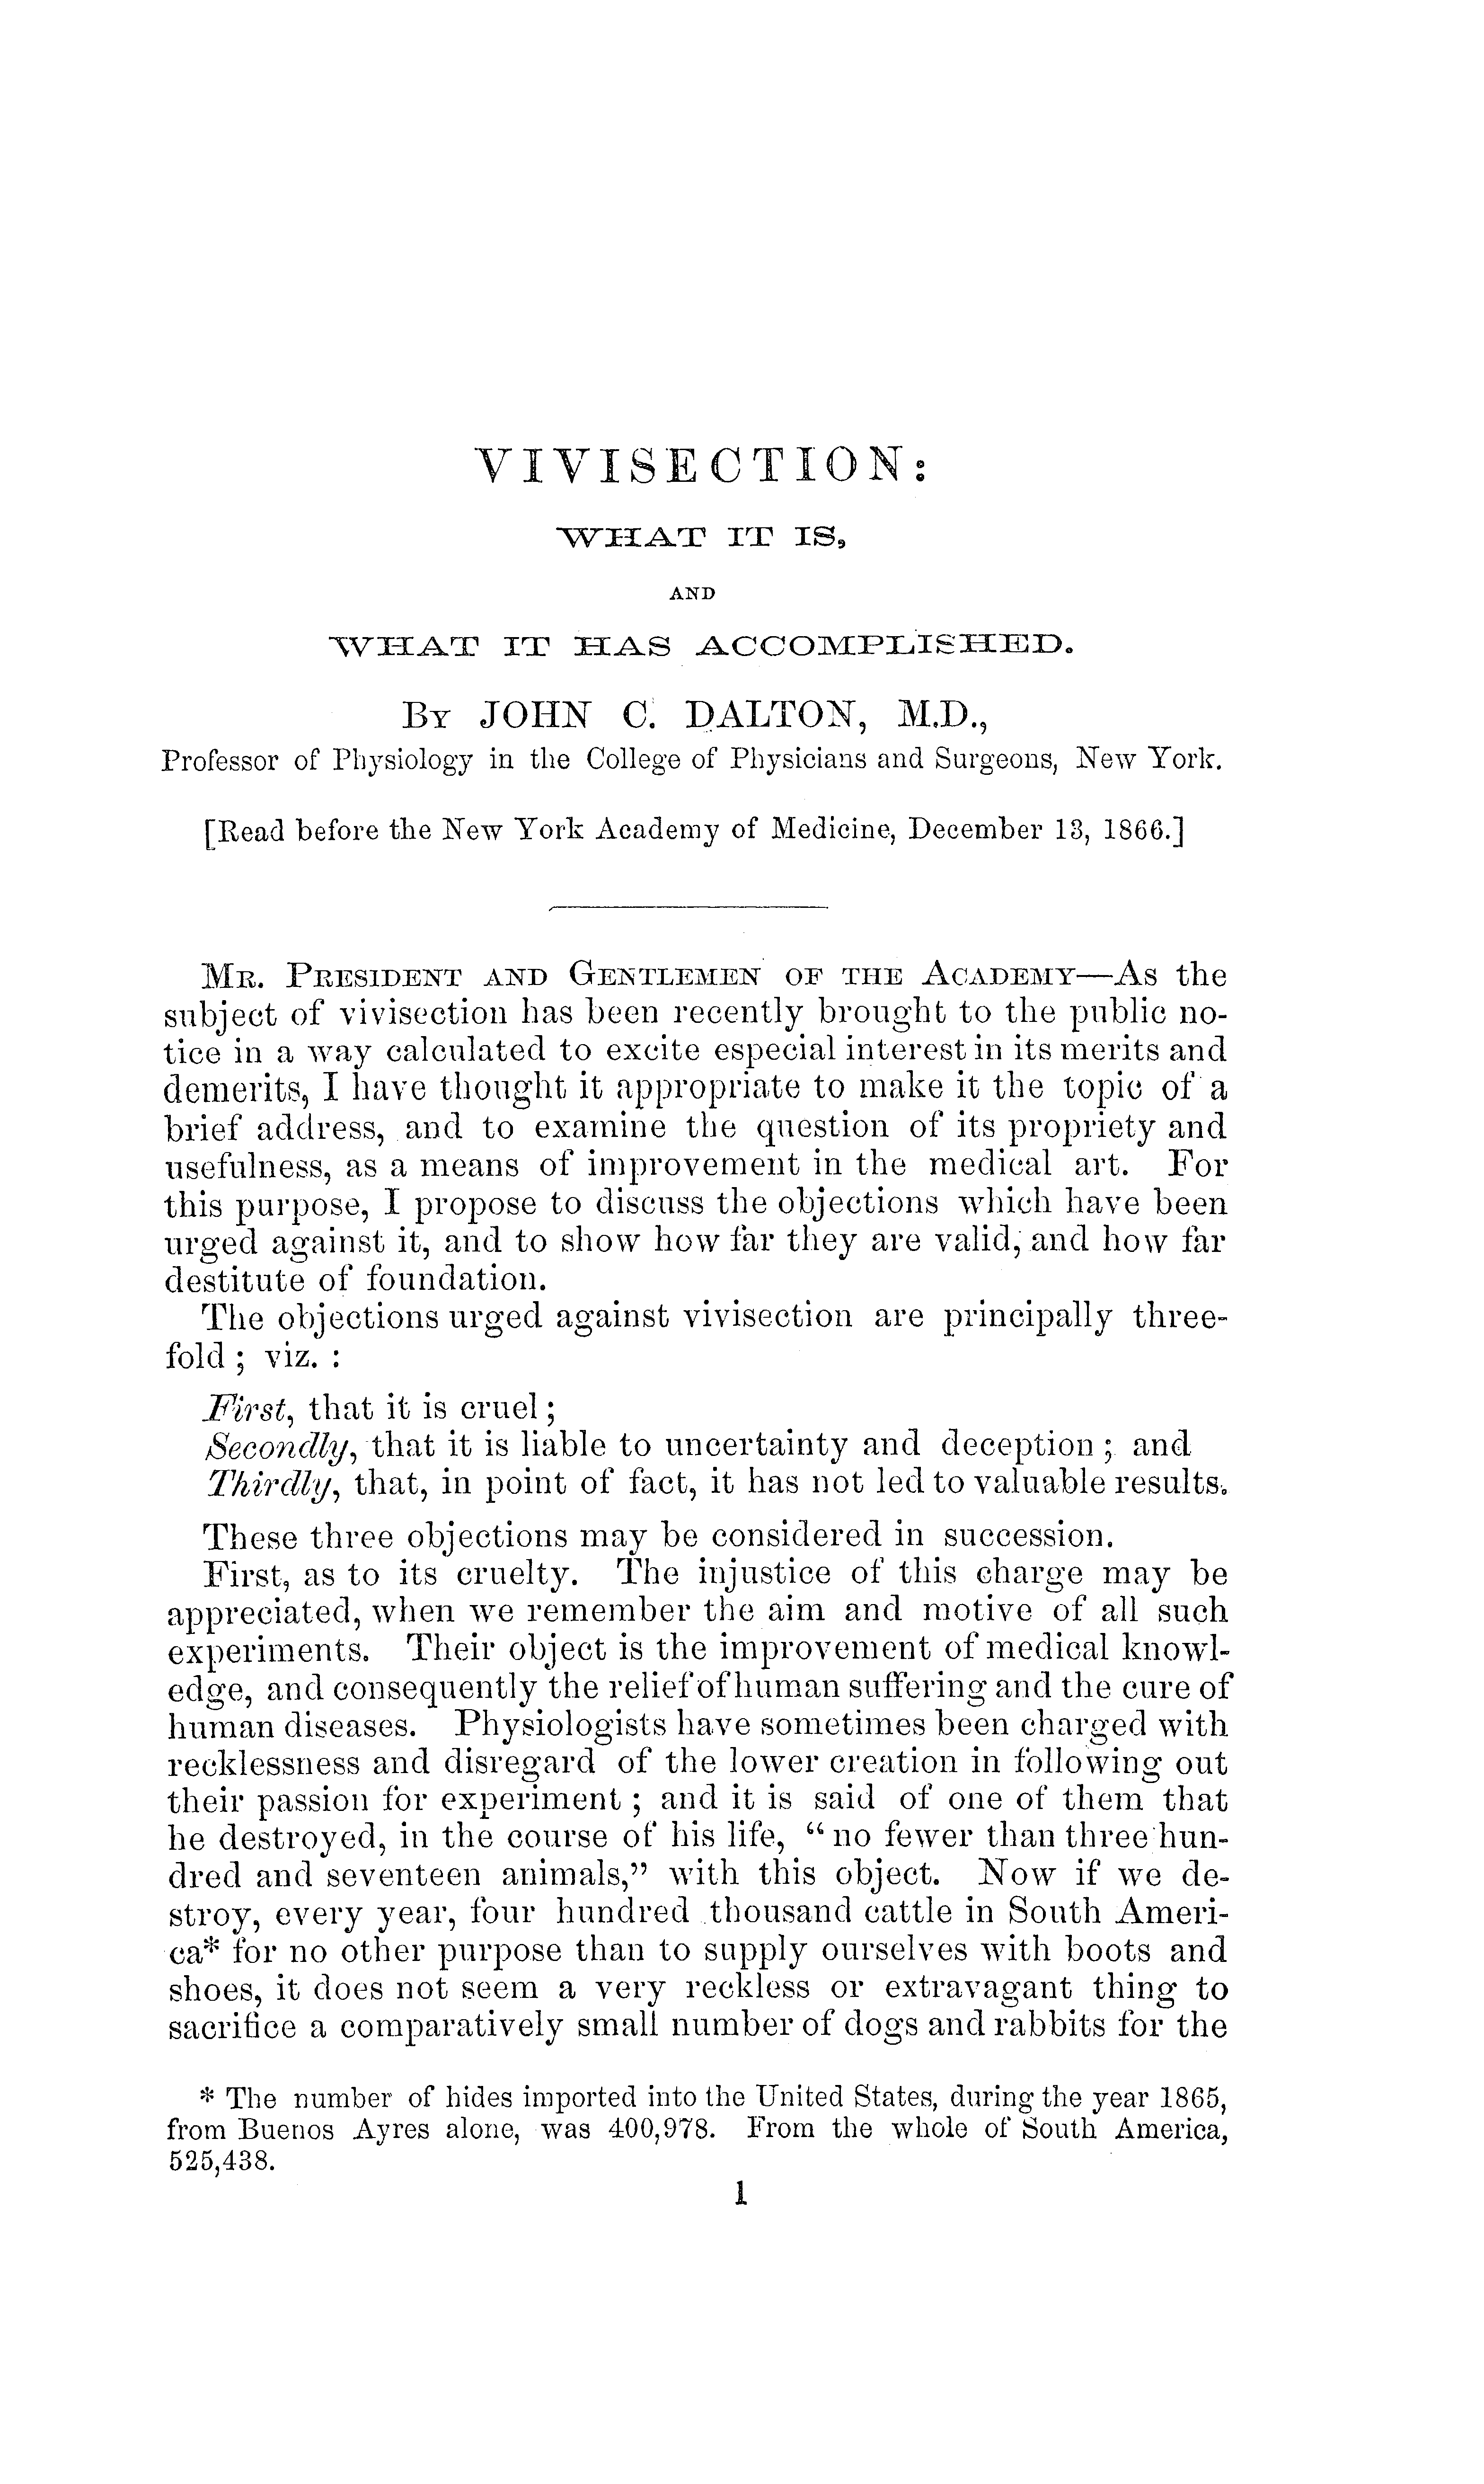 VIVISECTION:
WHAT IT IS,
AND
WHAT IT HAS ACCOMPLISHED.
By JOHN C. DALTON, M.D.,
Professor of Physiology in the College of Physicians and Surgeons, New York.
[Read before the New York Academy of Medicine, December 13, 1866.]
Mr. President and Gentlemen of the Academy—As the
subject of vivisection has been recently brought to the public no-
tice in a way calculated to excite especial interest in its merits and
demerits, I have thought it appropriate to make it the topic of a
brief address, and to examine the question of its propriety and
usefulness, as a means of improvement in the medical art. For
this purpose, I propose to discuss the objections which have been
urged against it, and to show how far they are valid, and how far
destitute of foundation.
The objections urged against vivisection are principally three-
fold ; viz. :
First, that it is cruel ;
Secondly, that it is liable to uncertainty and deception ; and
Thirdly, that, in point of fact, it has not led to valuable results.
These three objections may be considered in succession.
First, as to its cruelty. The injustice of this charge may be
appreciated, when we remember the aim and motive of all such
experiments. Their object is the improvement of medical knowl-
edge, and consequently the relief of human suffering and the cure of
human diseases. Physiologists have sometimes been charged with
recklessness and disregard of the lower creation in following out
their passion for experiment ; and it is said of one of them that
he destroyed, in the course of his life, “ no fewer than three hun-
dred and seventeen animals,” with this object. Now if we de-
stroy, every year, four hundred thousand cattle in South Ameri-
ca* for no other purpose than to supply ourselves with boots and
shoes, it does not seem a very reckless or extravagant thing to
sacrifice a comparatively small number of dogs and rabbits for the
* The number of hides imported into the United States, during the year 1865,
from Buenos Ayres alone, was 400,978. From the whole of South America,
525,438.
1